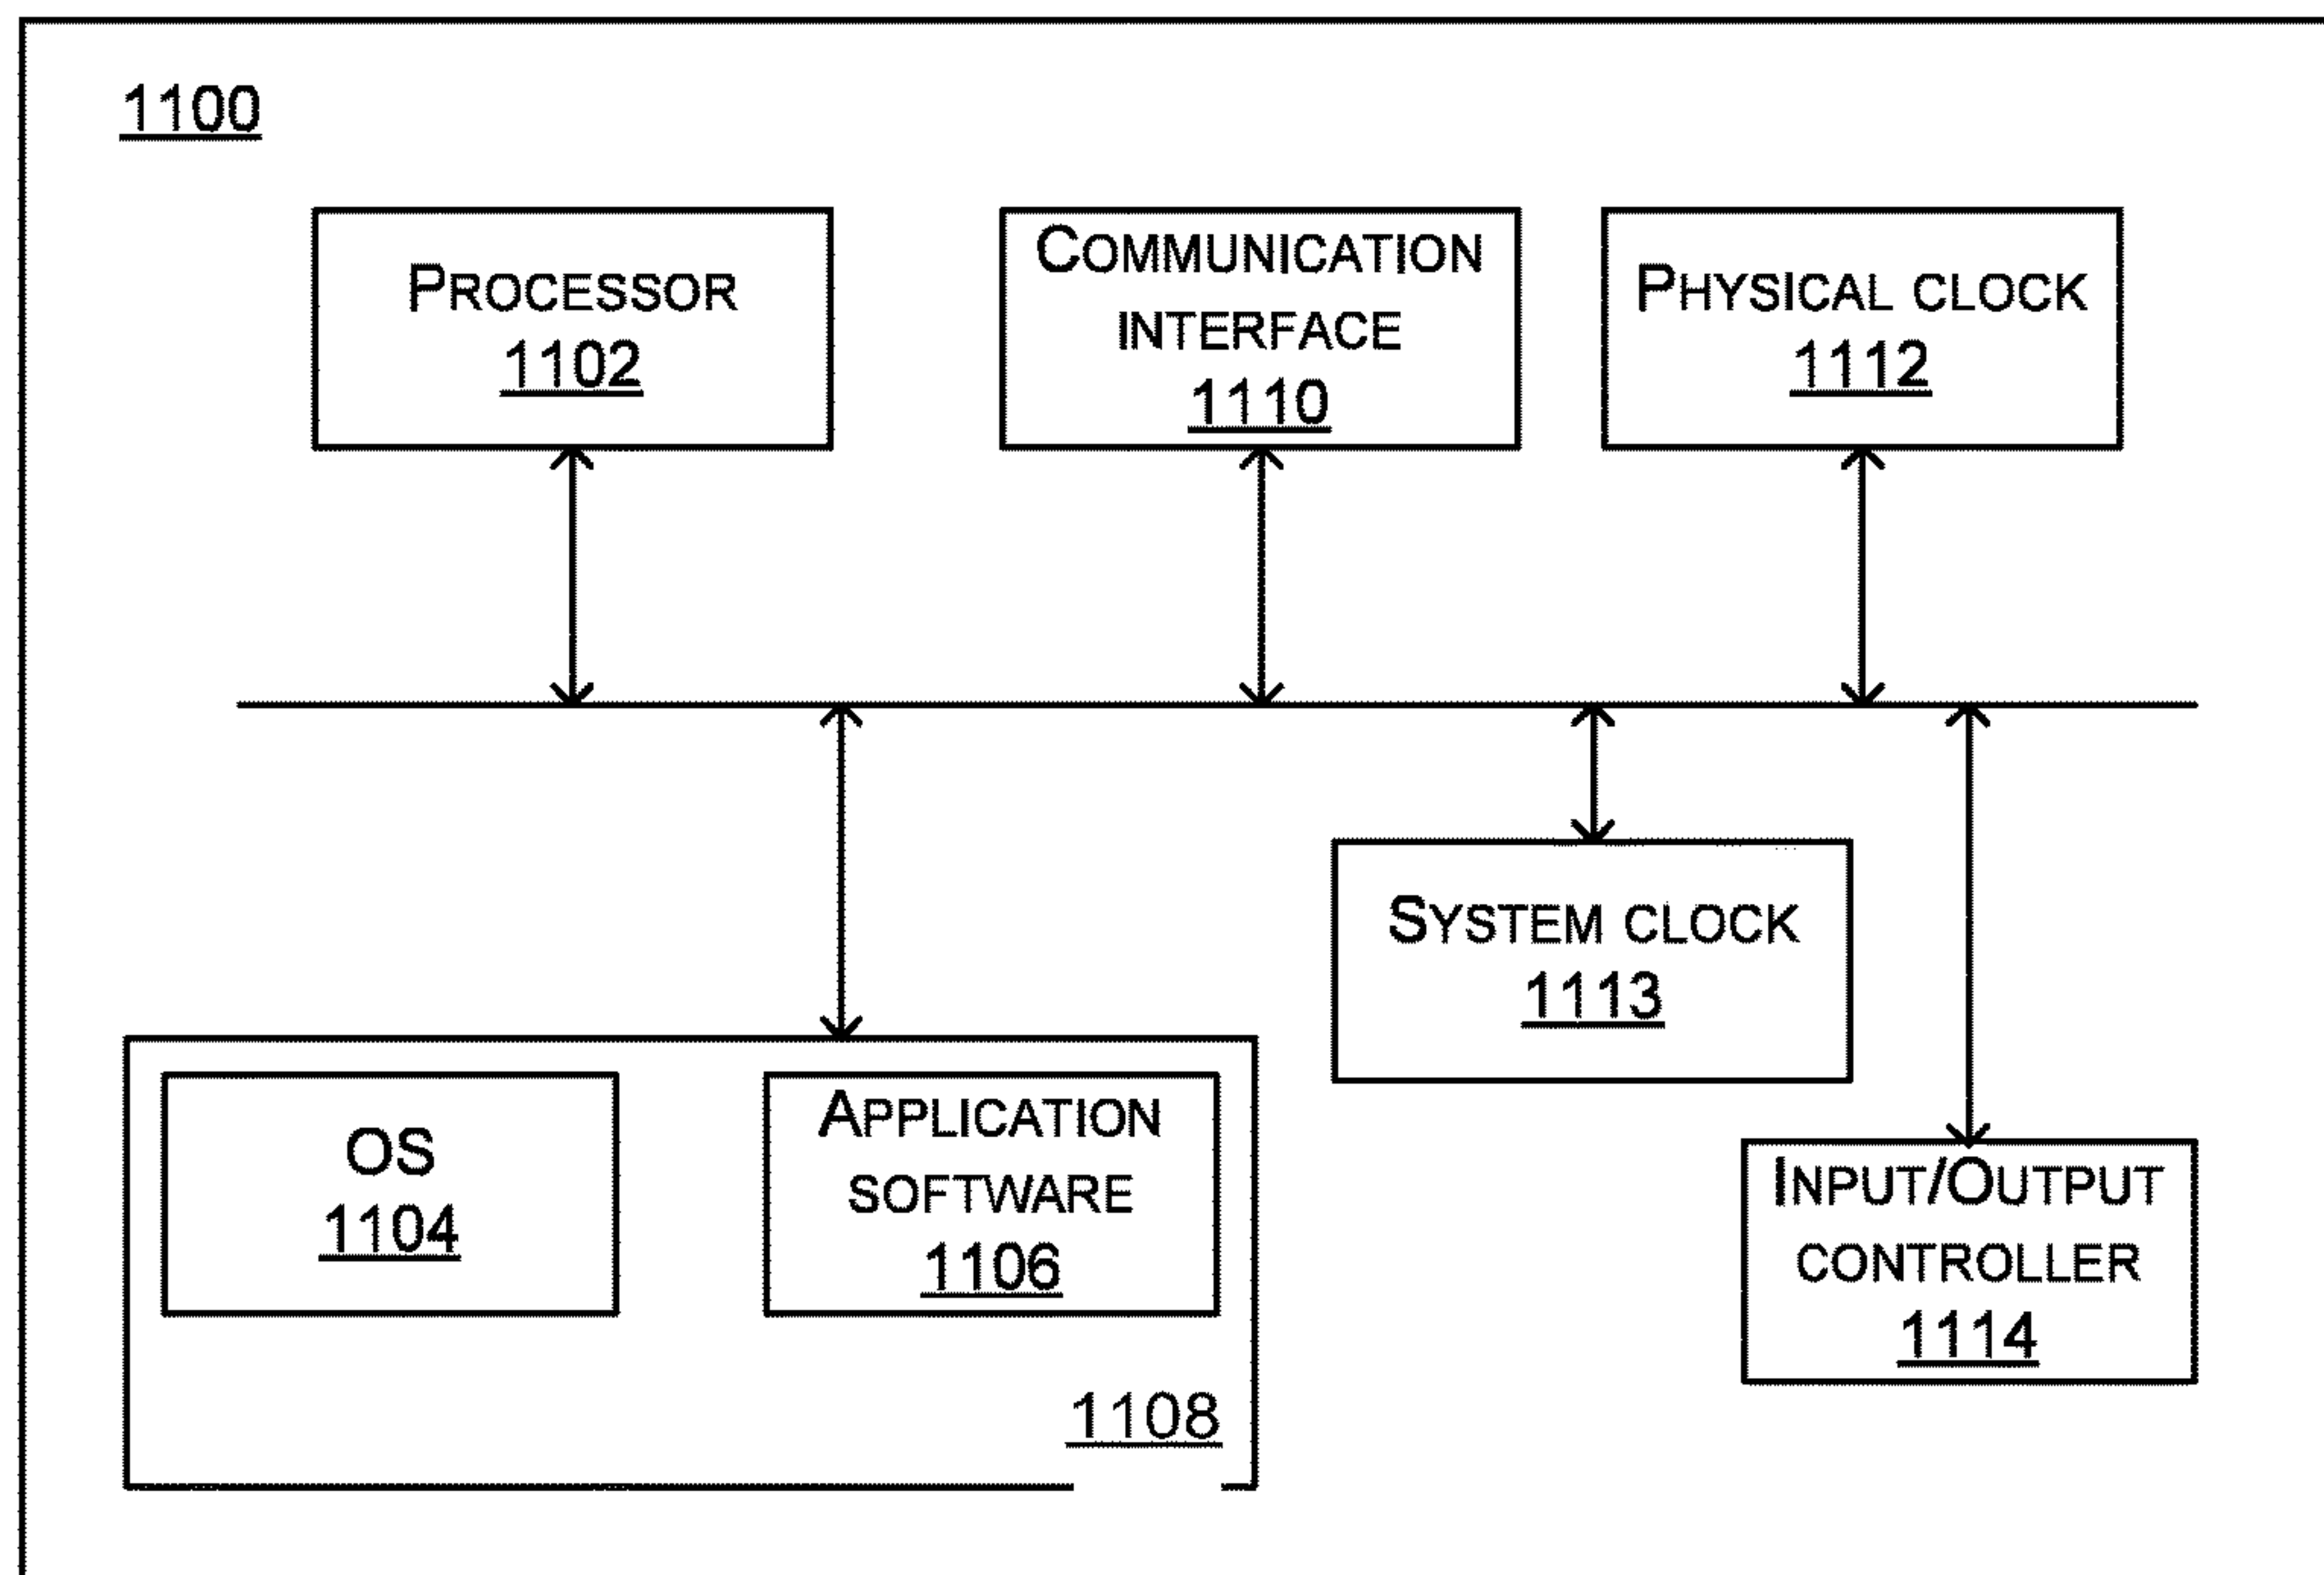 1100
PROCESSOR
1102
COMMUNICATION
INTERFACE
1110
PHYSICAL CLOCK
1112
SYSTEM CLOCK
1113
OS
1104
APPLICATION
SOFTWARE
1106
1108
INPUT/OUTPUT
CONTROLLER
1114